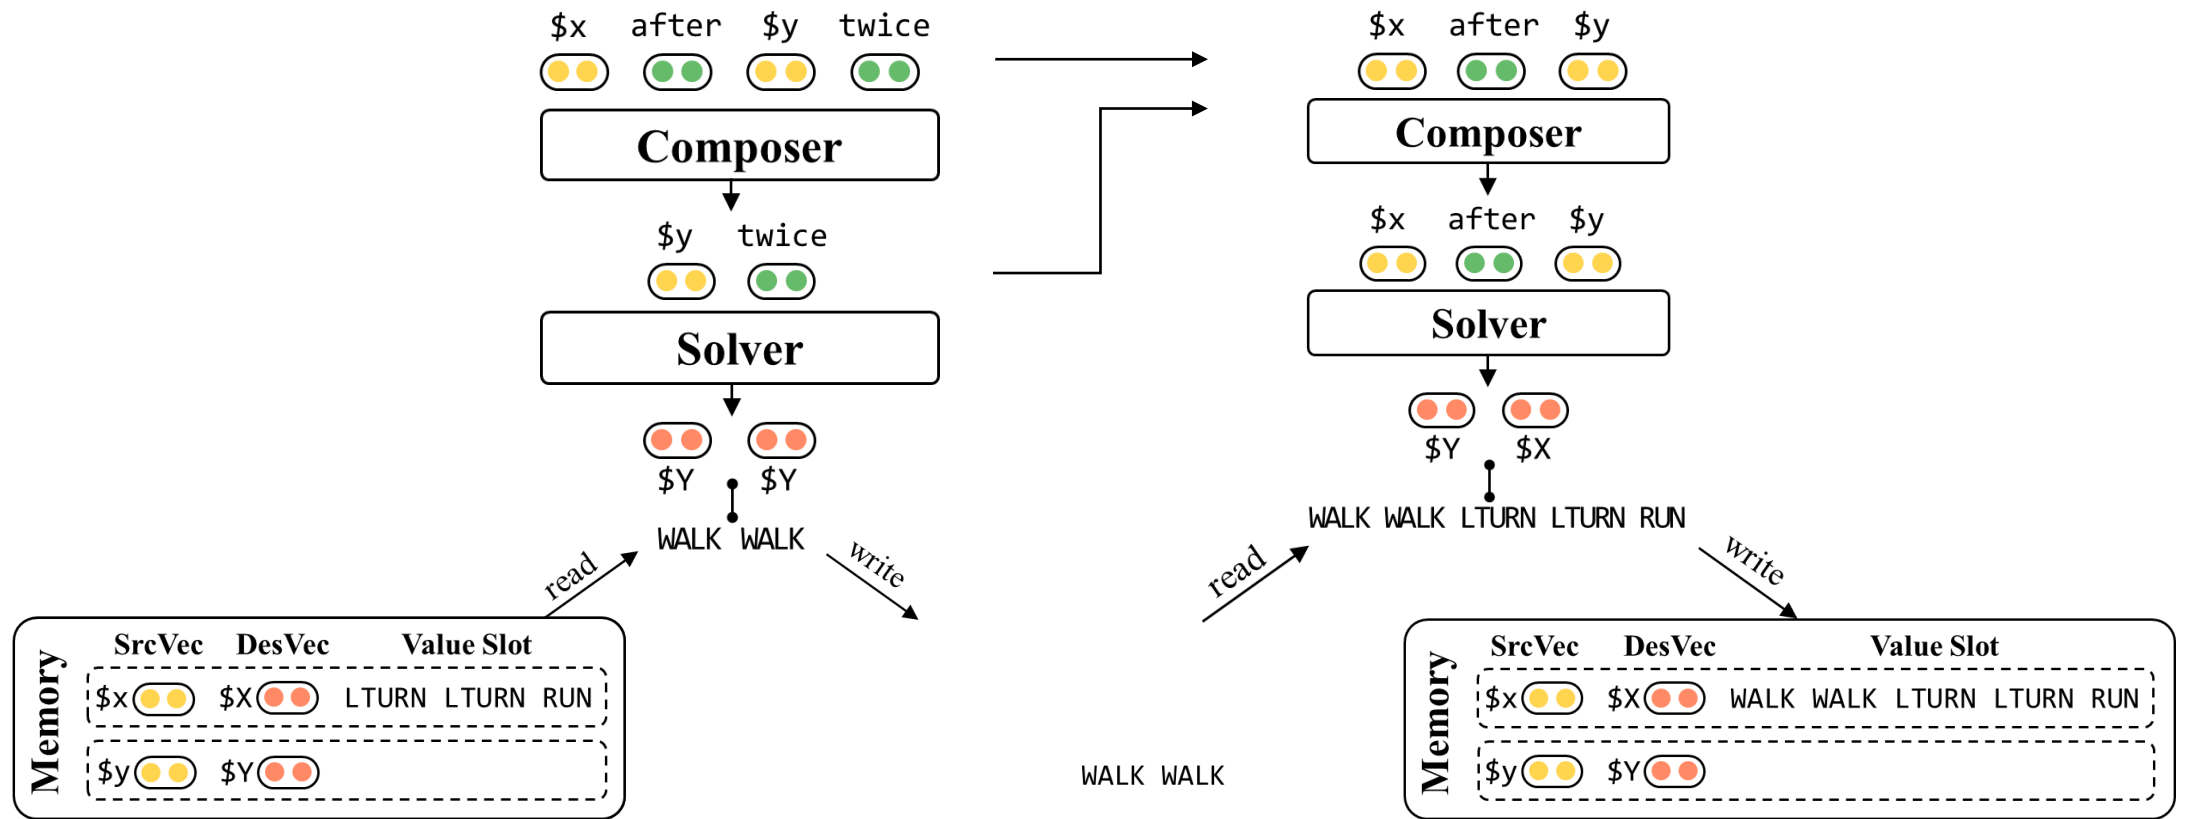 $x after $y twice
Composer
$y twice
Solver
$Y $Y
WALK WALK
read
write
Memory
SrcVec DesVec Value Slot
$x $X LTURN LTURN RUN
$y $Y
WALK WALK
$x after $y
Composer
$x after $y
Solver
$Y $X
WALK WALK LTURN LTURN RUN
read
write
Memory
SrcVec DesVec Value Slot
$x $X WALK WALK LTURN LTURN RUN
$y $Y